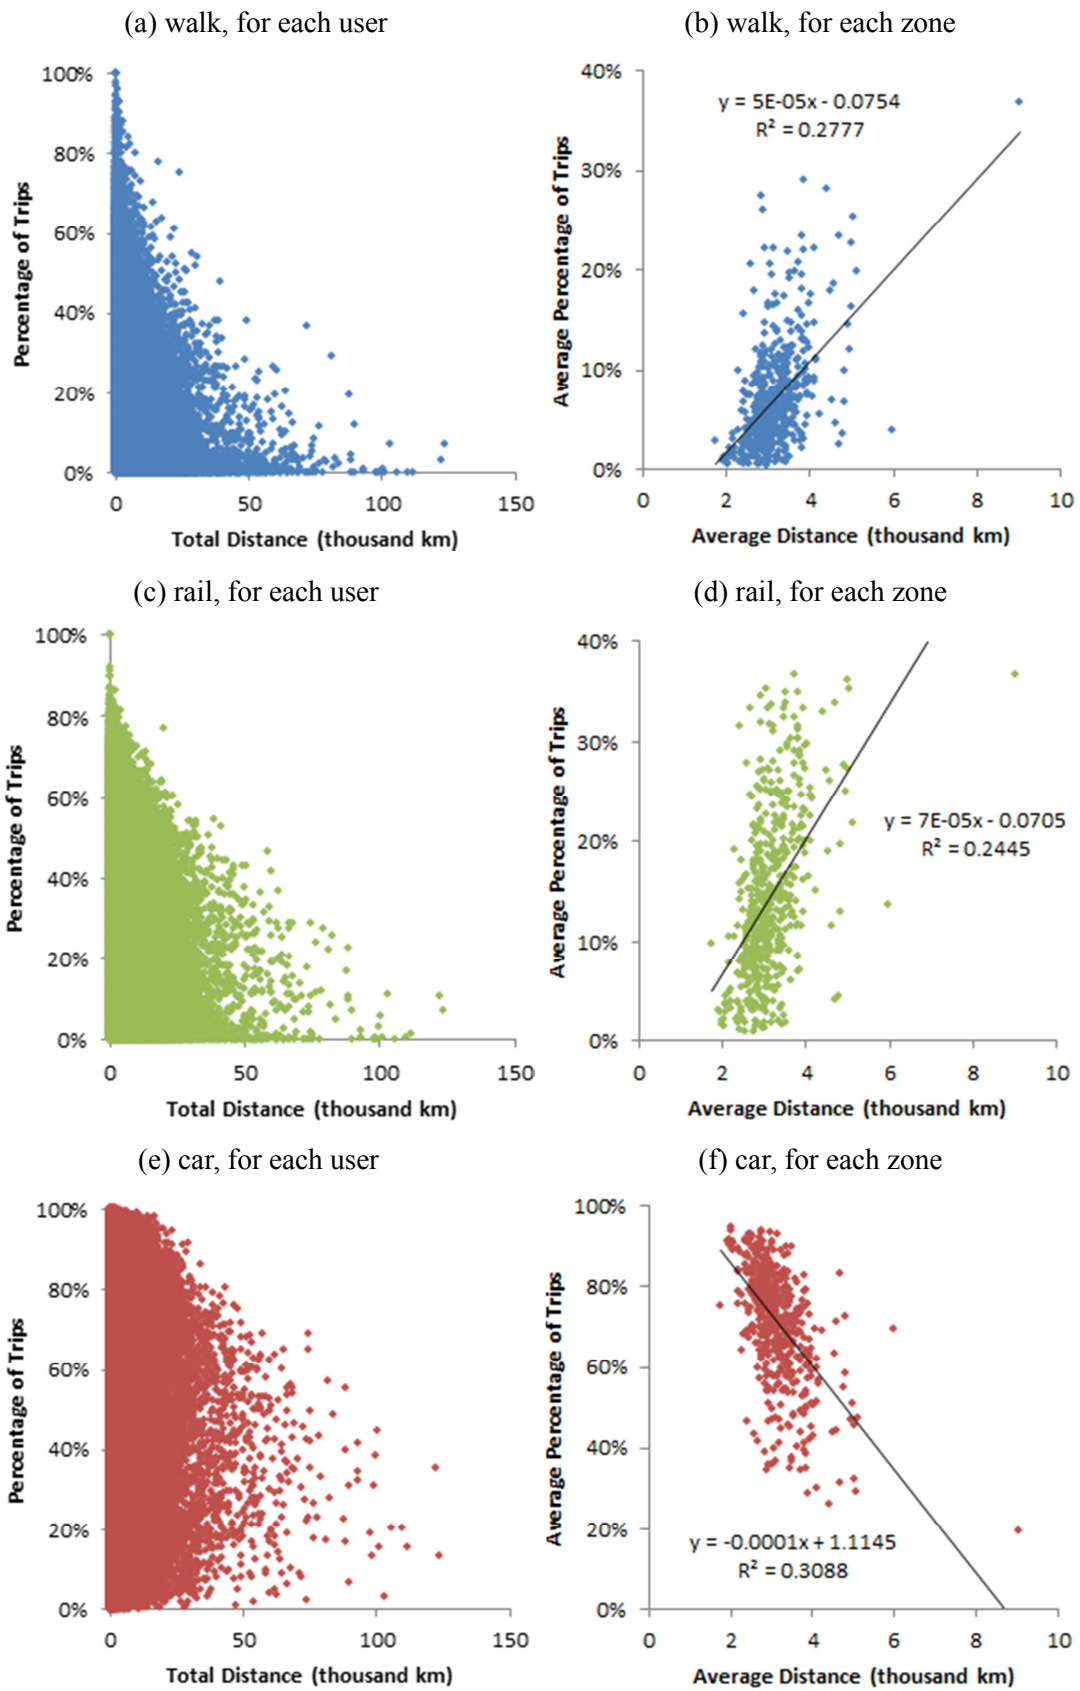 (a) walk, for each user
100%
80%
60%
40%
20%
0%
Percentage of Trips
0 50 100 150
Total Distance (thousand km)
(b) walk, for each zone
40%
30%
20%
10%
0%
Average Percentage of Trips
y = 5E-05x - 0.0754
R² = 0.2777
0 2 4 6 8 10
Average Distance (thousand km)
(c) rail, for each user
100%
80%
60%
40%
20%
0%
Percentage of Trips
0 50 100 150
Total Distance (thousand km)
(d) rail, for each zone
40%
30%
20%
10%
0%
Average Percentage of Trips
y = 7E-05x - 0.0705
R² = 0.2445
0 2 4 6 8 10
Average Distance (thousand km)
(e) car, for each user
100%
80%
60%
40%
20%
0%
Percentage of Trips
0 50 100 150
Total Distance (thousand km)
(f) car, for each zone
100%
80%
60%
40%
20%
0%
Average Percentage of Trips
y = -0.0001x + 1.1145
R² = 0.3088
0 2 4 6 8 10
Average Distance (thousand km)